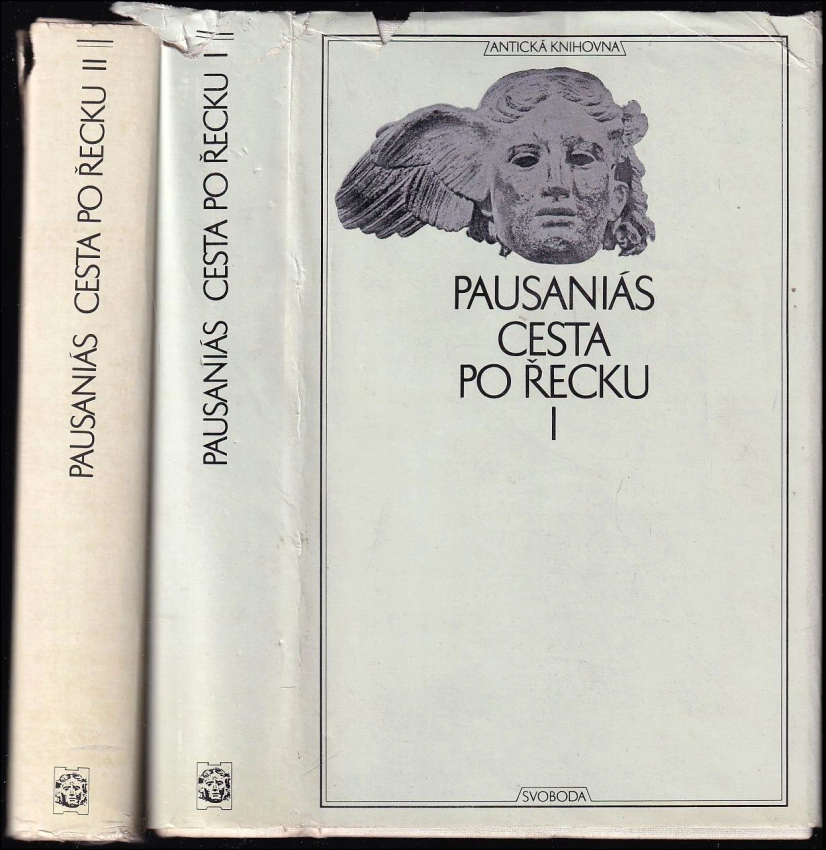 PAUSANIÁS CESTA PO ŘECKU II
PAUSANIÁS CESTA PO ŘECKU I
ANTICKÁ KNIHOVNA
PAUSANIÁS
CESTA
PO ŘECKU
I
SVOBODA